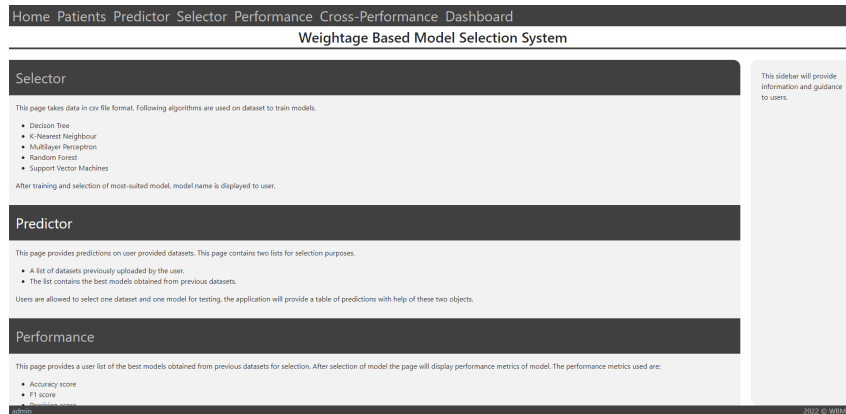 Home Patients Predictor Selector Performance Cross-Performance Dashboard
Weightage Based Model Selection System
Selector
This page takes data in csv file format. Following algorithms are used on dataset to train models.
Decison Tree
K-Nearest Neighbour
Multilayer Perceptron
Random Forest
Support Vector Machines
After training and selection of most-suited model, model name is displayed to user.
Predictor
This page provides predictions on user provided datasets. This page contains two lists for selection purposes.
A list of datasets previously uploaded by the user.
The list contains the best models obtained from previous datasets.
Users are allowed to select one dataset and one model for testing, the application will provide a table of predictions with help of these two objects.
Performance
This page provides a user list of the best models obtained from previous datasets for selection. After selection of model the page will display performance metrics of model. The performance metrics used are:
Accuracy score
F1 score
Precision score
This sidebar will provide
information and guidance
to users.
admin
2022 © WBM